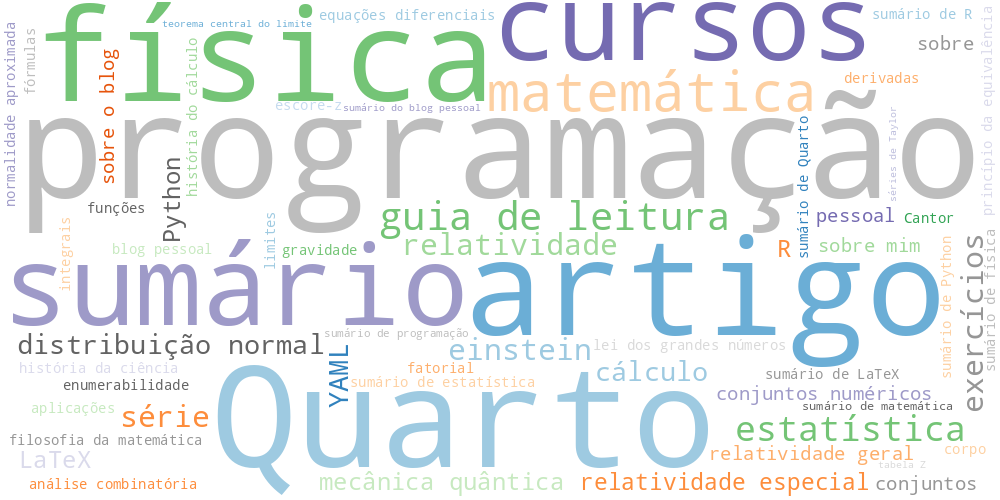 teorema central do limite
equações diferenciais
sumário de R
física
cursos
sobre
normalidade aproximada
fórmulas
sobre o blog
história do cálculo
escore-z
sumário do blog pessoal
matemática
derivadas
princípio da equivalência
programação
Python
sumário de Quarto
séries de Taylor
funções
guia de leitura
pessoal
Cantor
integrais
blog pessoal
limites
gravidade
relatividade
R
sobre mim
sumário
artigo
sumário de Python
exercícios
sumário de física
distribuição normal
sumário de programação
einstein
lei dos grandes números
história da ciência
YAML
Quarto
fatorial
cálculo
sumário de LaTeX
enumerabilidade
sumário de estatística
conjuntos numéricos
aplicações
série
sumário de matemática
filosofia da matemática
estatística
LaTeX
relatividade geral
corpo
tabela Z
análise combinatória
mecânica quântica
relatividade especial
conjuntos